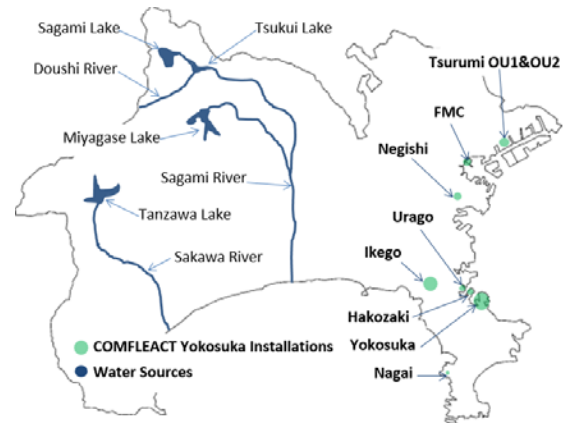 Sagami Lake
Tsukui Lake
Doushi River
Tsurumi OU1&OU2
FMC
Miyagase Lake
Negishi
Sagami River
Tanzawa Lake
Urago
Ikego
Sakawa River
Hakozaki
COMFLEACT Yokosuka Installations
Yokosuka
Water Sources
Nagai